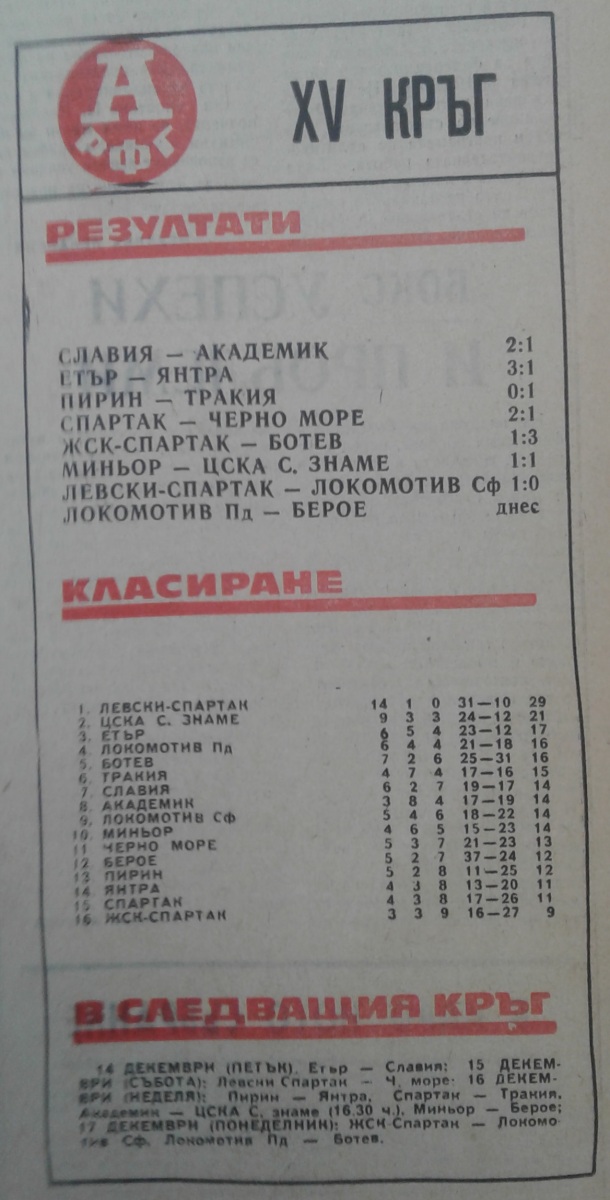 А
РФГ
XV КРЪГ
РЕЗУЛТАТИ
СЛАВИЯ — АКАДЕМИК 2:1
ЕТЪР — ЯНТРА 3:1
ПИРИН — ТРАКИЯ 0:1
СПАРТАК — ЧЕРНО МОРЕ 2:1
ЖСК-СПАРТАК — БОТЕВ 1:3
МИНЬОР — ЦСКА С. ЗНАМЕ 1:1
ЛЕВСКИ-СПАРТАК — ЛОКОМОТИВ Сф 1:0
ЛОКОМОТИВ Пд — БЕРОЕ днес
КЛАСИРАНЕ
1. ЛЕВСКИ-СПАРТАК 14 1 0 31—10 29
2. ЦСКА С. ЗНАМЕ 9 3 3 24—12 21
3. ЕТЪР 6 5 4 23—12 17
4. ЛОКОМОТИВ Пд 6 4 4 21—18 16
5. БОТЕВ 7 2 6 25—31 16
6. ТРАКИЯ 4 7 4 17—16 15
7. СЛАВИЯ 6 2 7 19—17 14
8. АКАДЕМИК 3 8 4 17—19 14
9. ЛОКОМОТИВ Сф 5 4 6 18—22 14
10. МИНЬОР 4 6 5 15—23 14
11. ЧЕРНО МОРЕ 5 3 7 21—23 13
12. БЕРОЕ 5 2 7 37—24 12
13. ПИРИН 5 2 8 11—25 12
14. ЯНТРА 4 3 8 13—20 11
15. СПАРТАК 4 3 8 17—26 11
16. ЖСК-СПАРТАК 3 3 9 16—27 9
В СЛЕДВАЩИЯ КРЪГ
14 ДЕКЕМВРИ (ПЕТЪК). Етър — Славия; 15 ДЕКЕМ-
ВРИ (СЪБОТА): Левски Спартак — Ч. море; 16 ДЕКЕМ-
ВРИ (НЕДЕЛЯ): Пирин — Янтра, Спартак — Тракия,
Академик — ЦСКА С. знаме (16.30 ч.), Миньор — Берое;
17 ДЕКЕМВРИ (ПОНЕДЕЛНИК): ЖСК-Спартак — Локомо-
тив Сф, Локомотив Пд — Ботев.